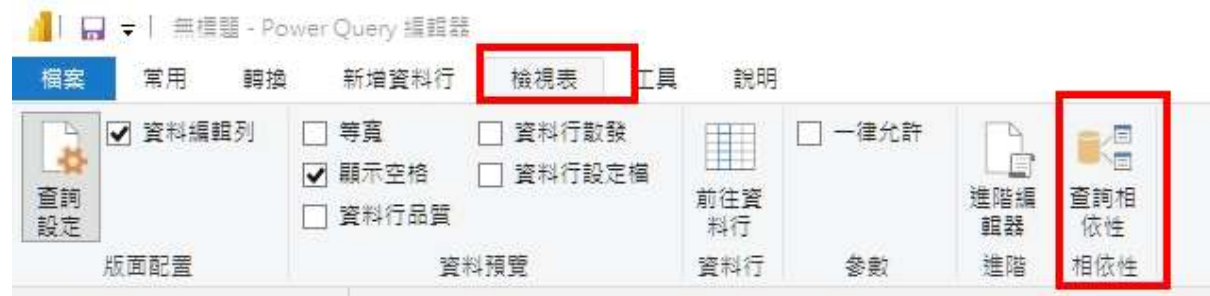 無標題 - Power Query 編輯器
檔案 常用 轉換 新增資料行 檢視表 工具 說明
查詢
設定
資料編輯列
版面配置
等寬
顯示空格
資料行品質
資料行散發
資料行設定檔
資料預覽
前往資
料行
資料行
一律允許
參數
進階編
輯器
進階
查詢相
依性
相依性